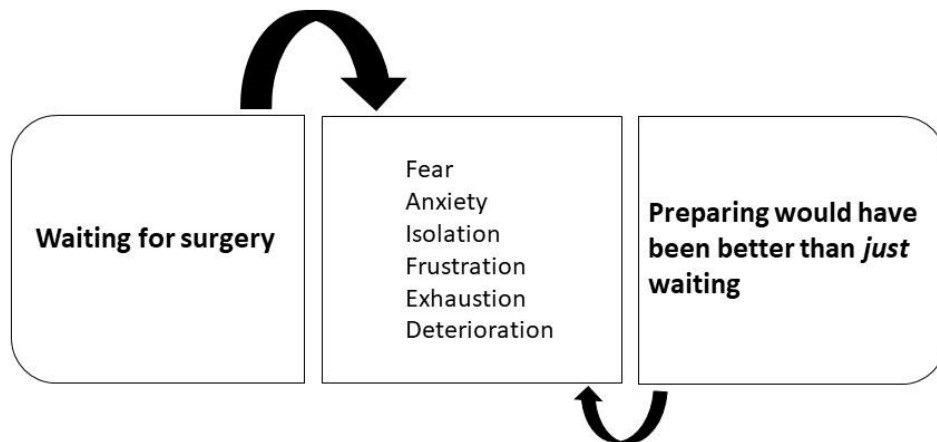 Waiting for surgery
Fear
Anxiety
Isolation
Frustration
Exhaustion
Deterioration
Preparing would have
been better than just
waiting